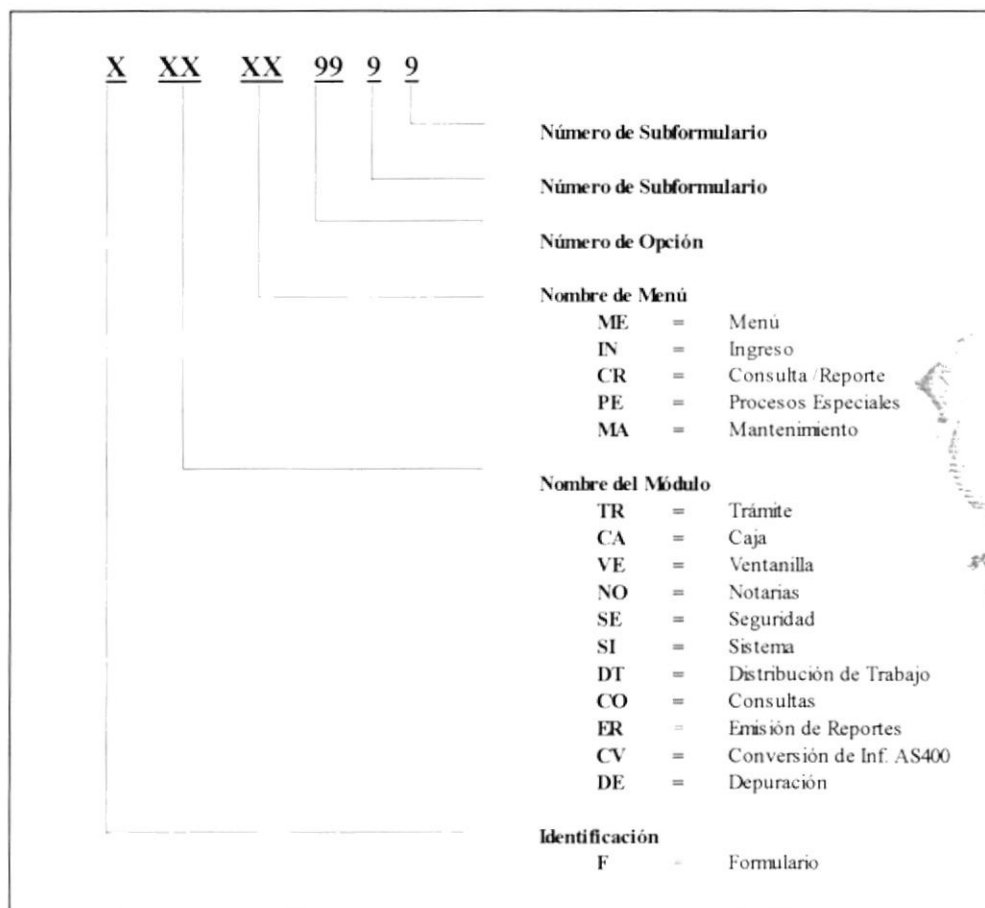 X XX XX 99 9 9
Número de Subformulario
Número de Subformulario
Número de Opción
Nombre de Menú
ME = Menú
IN = Ingreso
CR = Consulta /Reporte
PE = Procesos Especiales
MA = Mantenimiento
Nombre del Módulo
TR = Trámite
CA = Caja
VE = Ventanilla
NO = Notarias
SE = Seguridad
SI = Sistema
DT = Distribución de Trabajo
CO = Consultas
ER = Emisión de Reportes
CV = Conversión de Inf. AS400
DE = Depuración
Identificación
F = Formulario